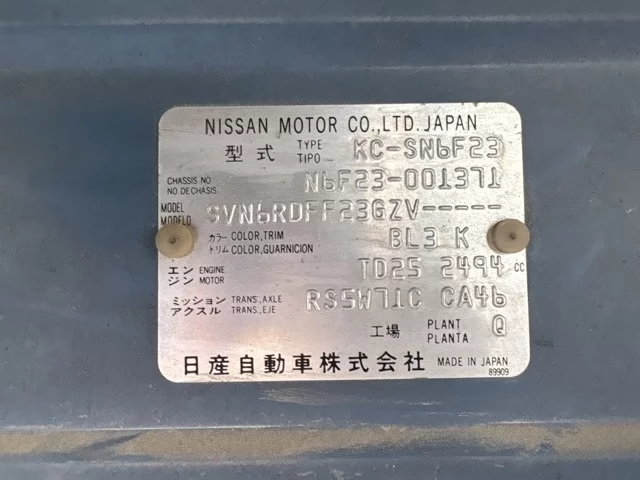 NISSAN MOTOR CO.,LTD. JAPAN
型式 TYPE TIPO KC-SN6F23
CHASSIS NO NO.DECHASIS N6F23-001371
MODEL MODELO SVN6RDFF23GZV-----
カラー COLOR,TRIM BL3 K
トリム COLOR,GUARNICION
エンジン ENGINE MOTOR TD25 2494 CC
ミッション TRANS,AXLE RS5W71C CA46
アクスル TRANS,EJE
工場 PLANT PLANTA Q
日産自動車株式会社 MADE IN JAPAN
89909